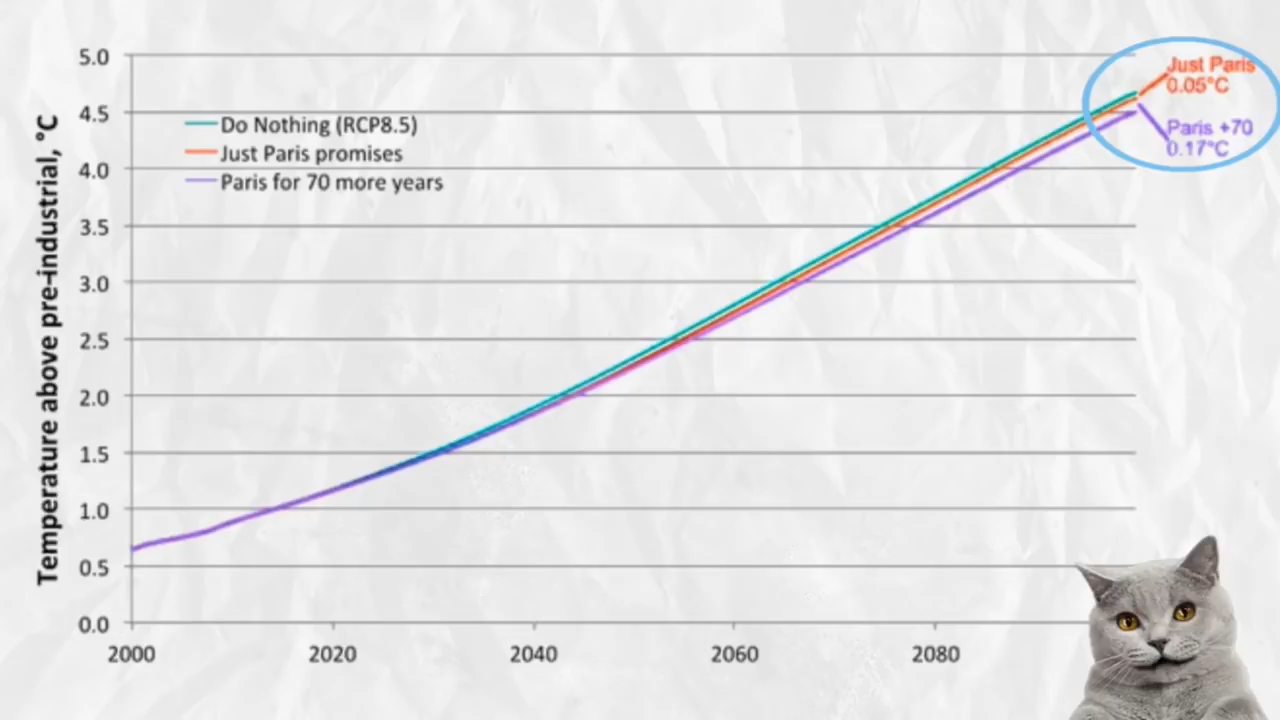 Temperature above pre-industrial, °C
5.0
4.5
4.0
3.5
3.0
2.5
2.0
1.5
1.0
0.5
0.0
Do Nothing (RCP8.5)
Just Paris promises
Paris for 70 more years
Just Paris
0.05°C
Paris +70
0.17°C
2000
2020
2040
2060
2080